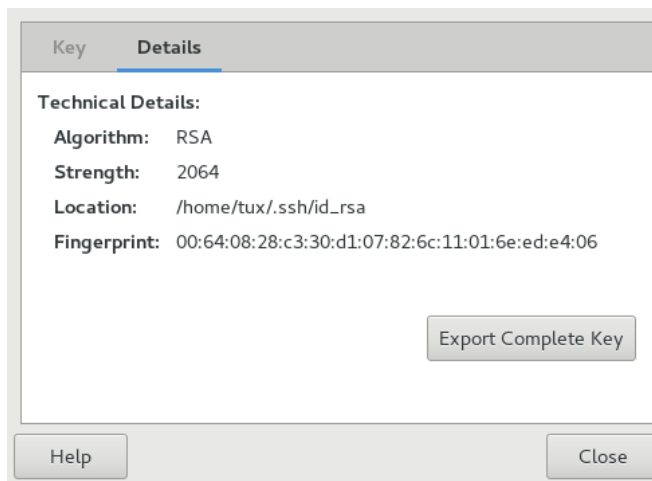 Key Details
Technical Details:
Algorithm: RSA
Strength: 2064
Location: /home/tux/.ssh/id_rsa
Fingerprint: 00:64:08:28:c3:30:d1:07:82:6c:11:01:6e:ed:e4:06
Export Complete Key
Help Close